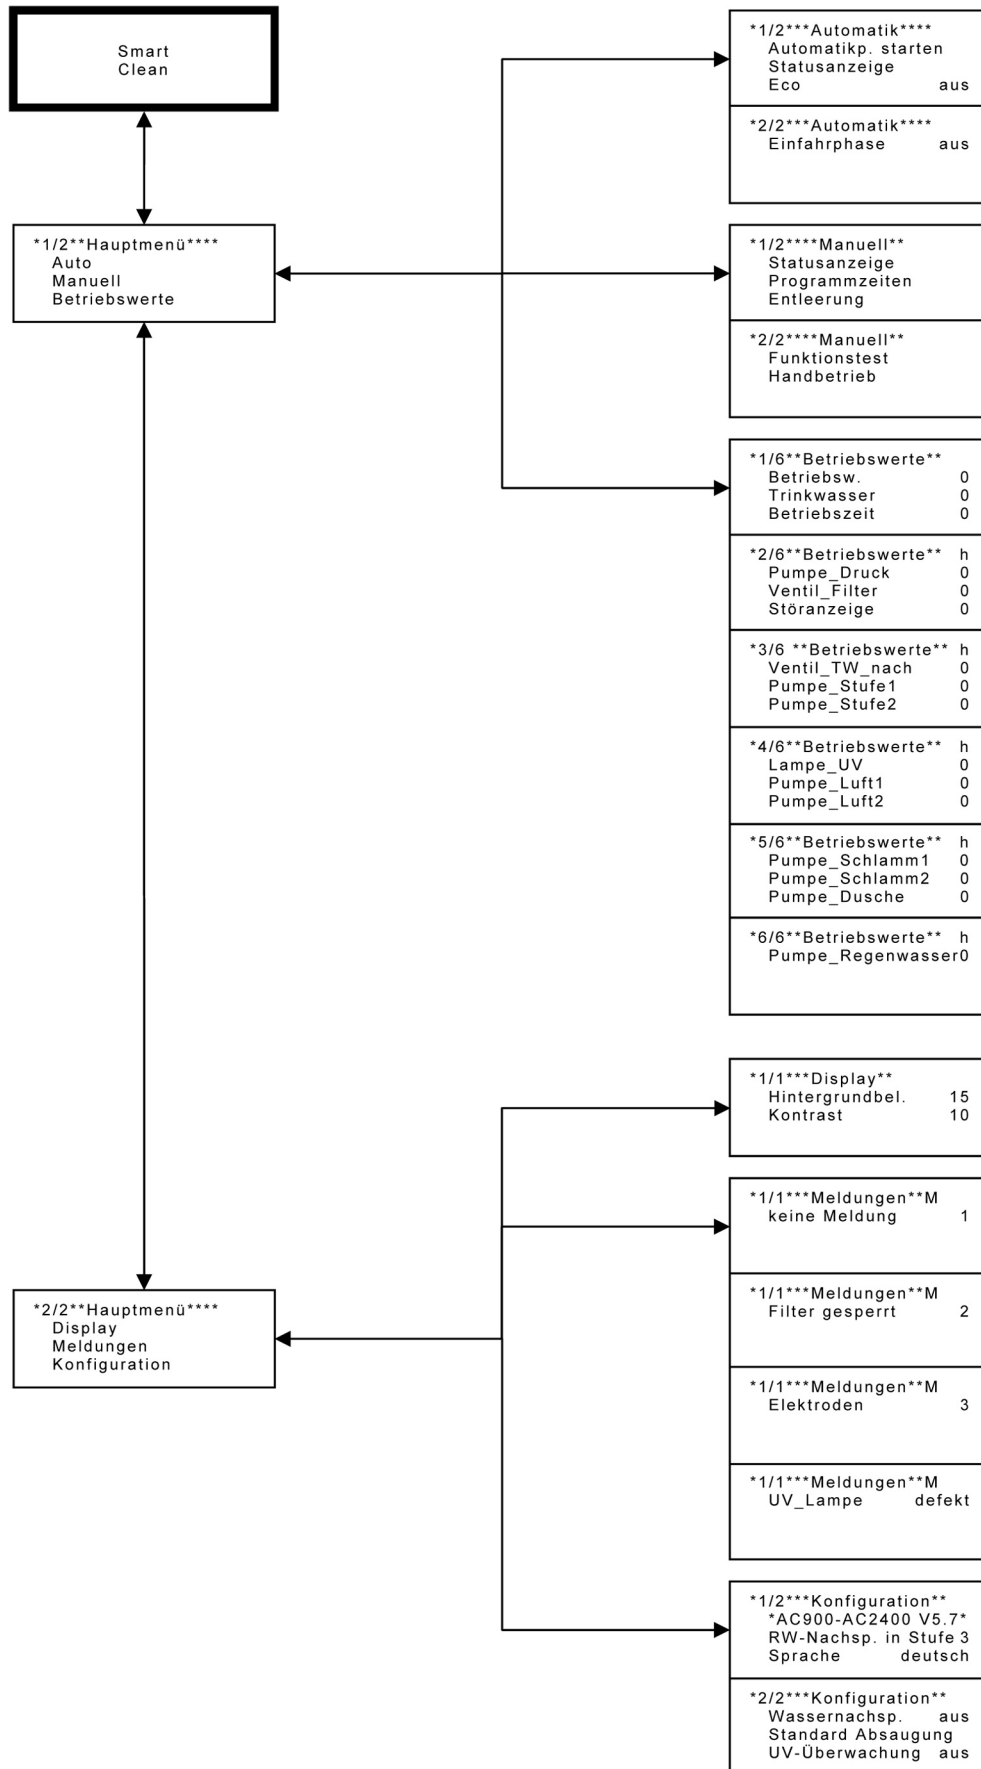 Smart
Clean
*1/2**Hauptmenü****
Auto
Manuell
Betriebswerte
*1/2***Automatik****
Automatikp. starten
Statusanzeige
Eco aus
*2/2***Automatik****
Einfahrphase aus
*1/2****Manuell**
Statusanzeige
Programmzeiten
Entleerung
*2/2****Manuell**
Funktionstest
Handbetrieb
*1/6**Betriebswerte**
Betriebsw. 0
Trinkwasser 0
Betriebszeit 0
*2/6**Betriebswerte** h
Pumpe_Druck 0
Ventil_Filter 0
Störanzeige 0
*3/6 **Betriebswerte** h
Ventil_TW_nach 0
Pumpe_Stufe1 0
Pumpe_Stufe2 0
*4/6**Betriebswerte** h
Lampe_UV 0
Pumpe_Luft1 0
Pumpe_Luft2 0
*5/6**Betriebswerte** h
Pumpe_Schlamm1 0
Pumpe_Schlamm2 0
Pumpe_Dusche 0
*6/6**Betriebswerte** h
Pumpe_Regenwasser0
*2/2**Hauptmenü****
Display
Meldungen
Konfiguration
*1/1***Display**
Hintergrundbel. 15
Kontrast 10
*1/1***Meldungen**M
keine Meldung 1
*1/1***Meldungen**M
Filter gesperrt 2
*1/1***Meldungen**M
Elektroden 3
*1/1***Meldungen**M
UV_Lampe defekt
*1/2***Konfiguration**
*AC900-AC2400 V5.7*
RW-Nachsp. in Stufe 3
Sprache deutsch
*2/2***Konfiguration**
Wassernachsp. aus
Standard Absaugung
UV-Überwachung aus